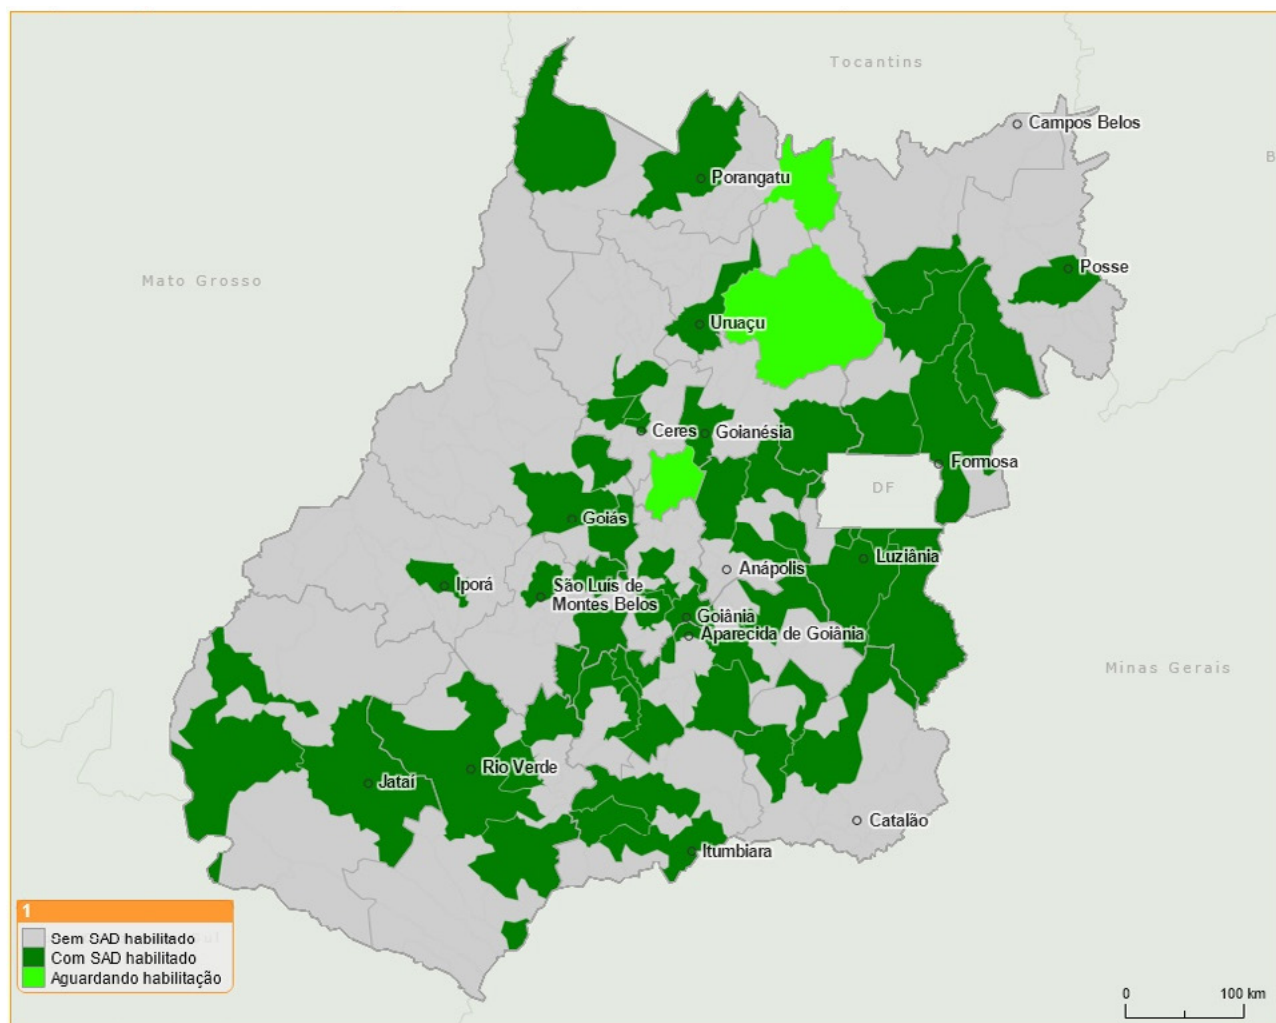 Tocantins
Campos Belos
B
Porangatu
Mato Grosso
Posse
Uruaçu
Ceres
Goianésia
Formosa
DF
Goiás
Luziânia
Anápolis
Iporá
São Luís de
Montes Belos
Goiâniа
Aparecida de Goiânia
Minas Gerais
Rio Verde
Jataí
Catalão
Itumbiara
1
Sem SAD habilitado
Com SAD habilitado
Aguardando habilitação
0 100 km